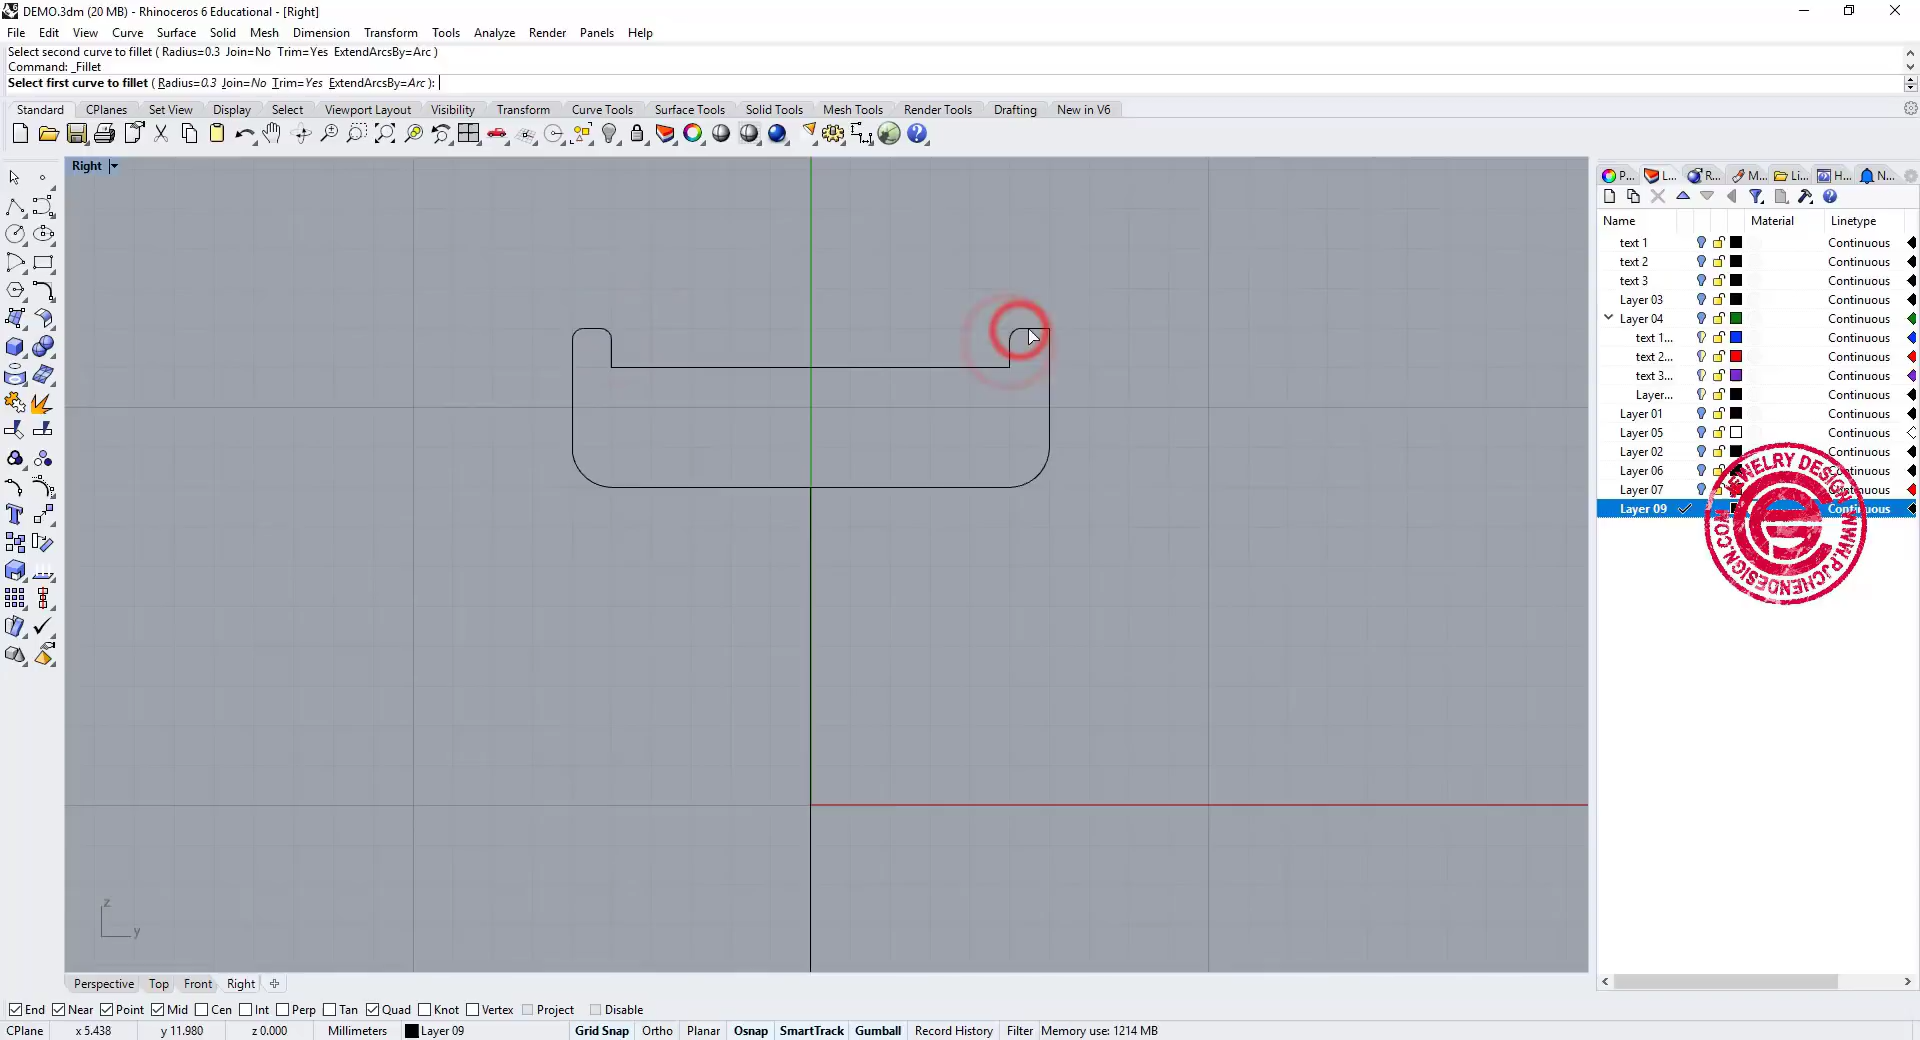 DEMO.3dm (20 MB) - Rhinoceros 6 Educational - [Right]
File Edit View Curve Surface Solid Mesh Dimension Transform Tools Analyze Render Panels Help
Select second curve to fillet ( Radius=0.3 Join=No Trim=Yes ExtendArcsBy=Arc )
Command: _Fillet
Select first curve to fillet ( Radius=0.3 Join=No Trim=Yes ExtendArcsBy=Arc ):
Standard CPlanes Set View Display Select Viewport Layout Visibility Transform Curve Tools Surface Tools Solid Tools Mesh Tools Render Tools Drafting New in V6
Right
P... L... R... M... Li... H... N...
Name Material Linetype
text 1 Continuous
text 2 Continuous
text 3 Continuous
Layer 03 Continuous
Layer 04 Continuous
text 1... Continuous
text 2... Continuous
text 3... Continuous
Layer... Continuous
Layer 01 Continuous
Layer 05 Continuous
Layer 02 Continuous
Layer 06 Continuous
Layer 07 Continuous
Layer 09 Continuous
JEWELRY DESIGN WWW.PJCHENDESIGN.COM
z
y
Perspective Top Front Right
End Near Point Mid Cen Int Perp Tan Quad Knot Vertex Project Disable
CPlane x 5.438 y 11.980 z 0.000 Millimeters Layer 09 Grid Snap Ortho Planar Osnap SmartTrack Gumball Record History Filter Memory use: 1214 MB